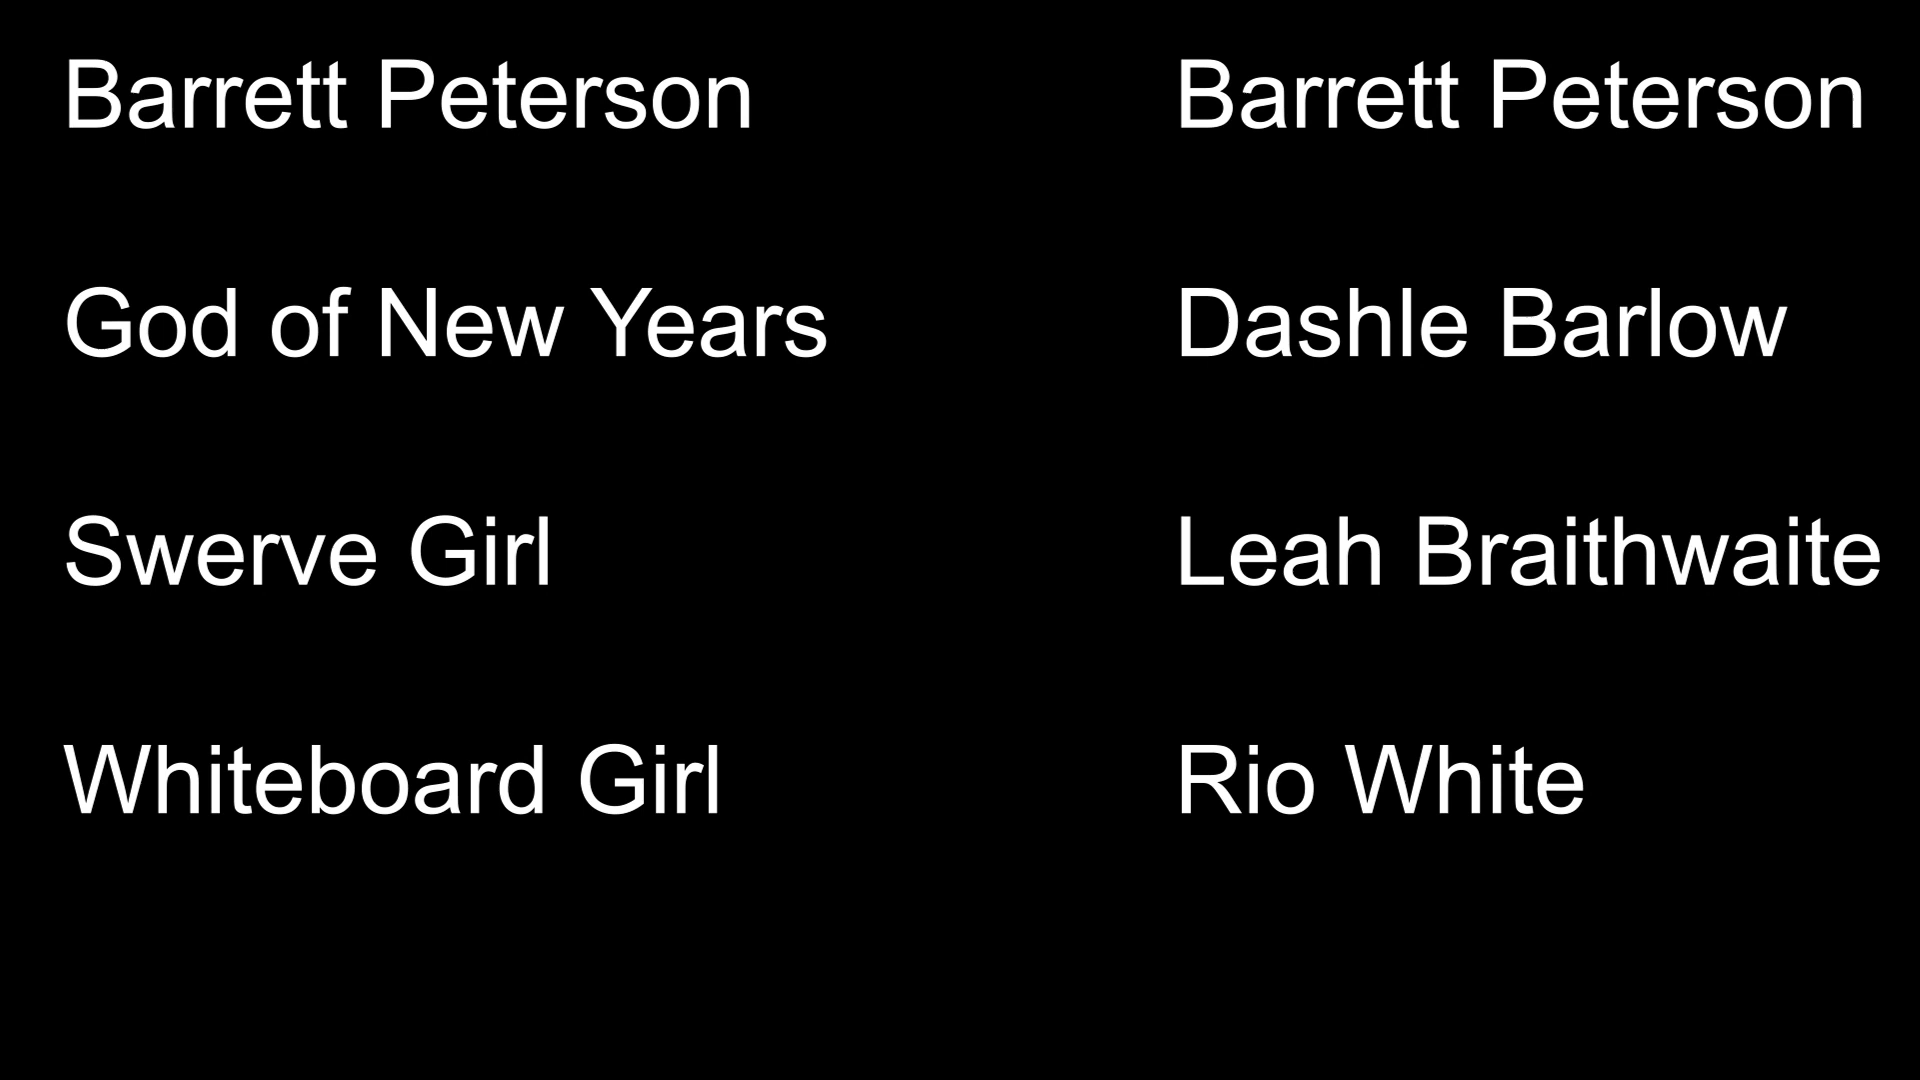 Barrett Peterson Barrett Peterson
God of New Years Dashle Barlow
Swerve Girl Leah Braithwaite
Whiteboard Girl Rio White